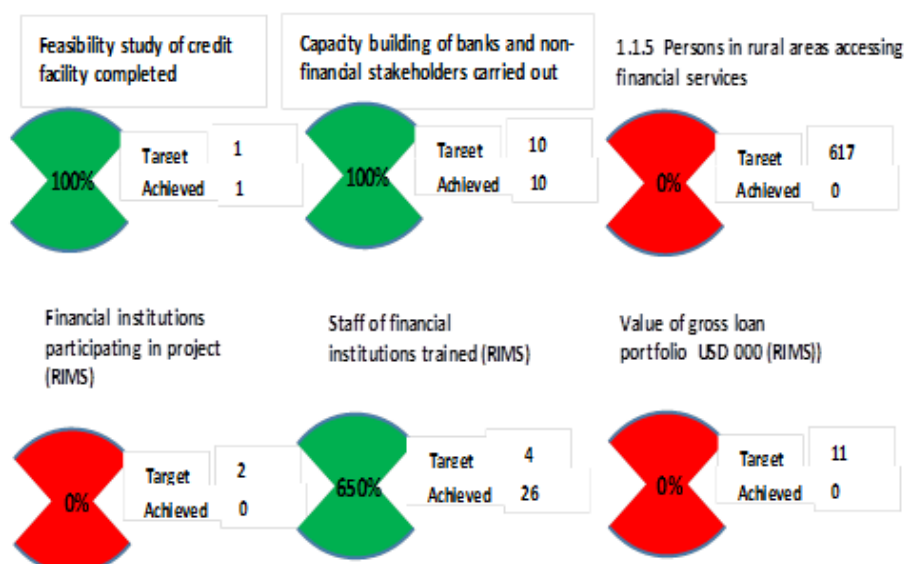 Feasibility study of credit
facility completed
100%
Target 1
Achieved 1
Capacity building of banks and non-
financial stakeholders carried out
100%
Target 10
Achieved 10
1.1.5 Persons in rural areas accessing
financial services
0%
Target 617
Achieved 0
Financial institutions
participating in project
(RIMS)
0%
Target 2
Achieved 0
Staff of financial
institutions trained (RIMS)
650%
Target 4
Achieved 26
Value of gross loan
portfolio USD 000 (RIMS))
0%
Target 11
Achieved 0